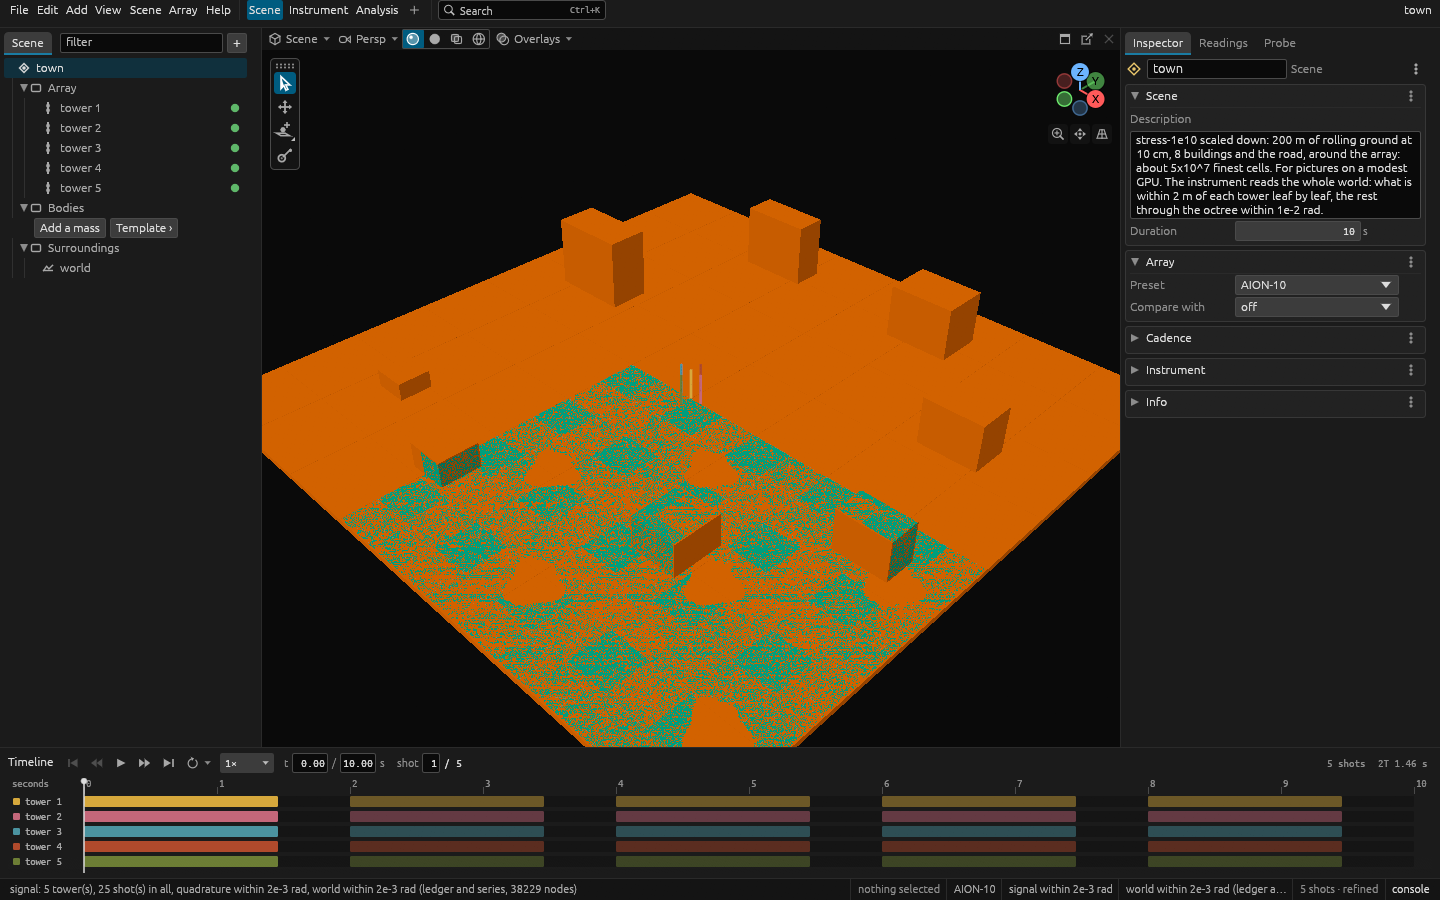 File Edit Add View Scene Array Help Scene Instrument Analysis + Search Ctrl+K town
Scene filter +
town
Array
tower 1
tower 2
tower 3
tower 4
tower 5
Bodies
Add a mass Template ›
Surroundings
world
Scene Persp Overlays
Z
Y
X
Inspector Readings Probe
town Scene
Scene
Description
stress-1e10 scaled down: 200 m of rolling ground at
10 cm, 8 buildings and the road, around the array:
about 5x10^7 finest cells. For pictures on a modest
GPU. The instrument reads the whole world: what is
within 2 m of each tower leaf by leaf, the rest
through the octree within 1e-2 rad.
Duration 10 s
Array
Preset AION-10
Compare with off
Cadence
Instrument
Info
Timeline 1× t 0.00 / 10.00 s shot 1 / 5 5 shots 2T 1.46 s
seconds 0 1 2 3 4 5 6 7 8 9 10
tower 1
tower 2
tower 3
tower 4
tower 5
signal: 5 tower(s), 25 shot(s) in all, quadrature within 2e-3 rad, world within 2e-3 rad (ledger and series, 38229 nodes) nothing selected AION-10 signal within 2e-3 rad world within 2e-3 rad (ledger a... 5 shots · refined console